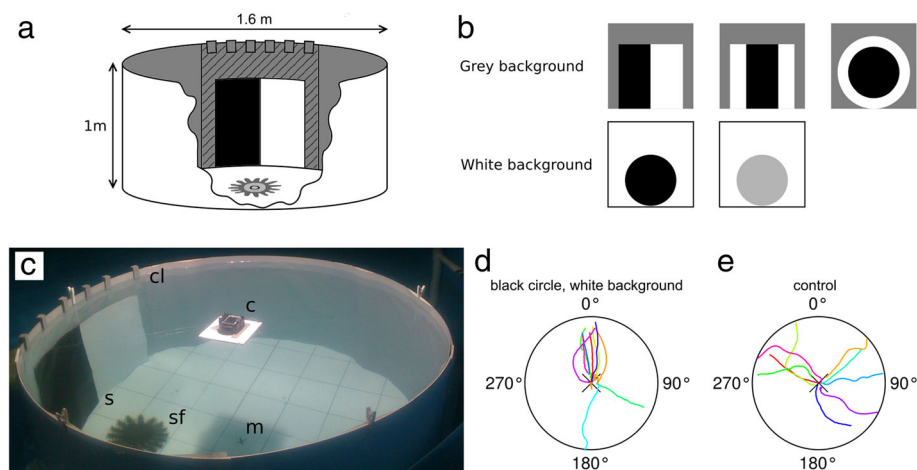 a
1.6 m
1m
b
Grey background
White background
c
cl
c
s
sf
m
d
black circle, white background
0°
270°
90°
180°
e
control
0°
270°
90°
180°